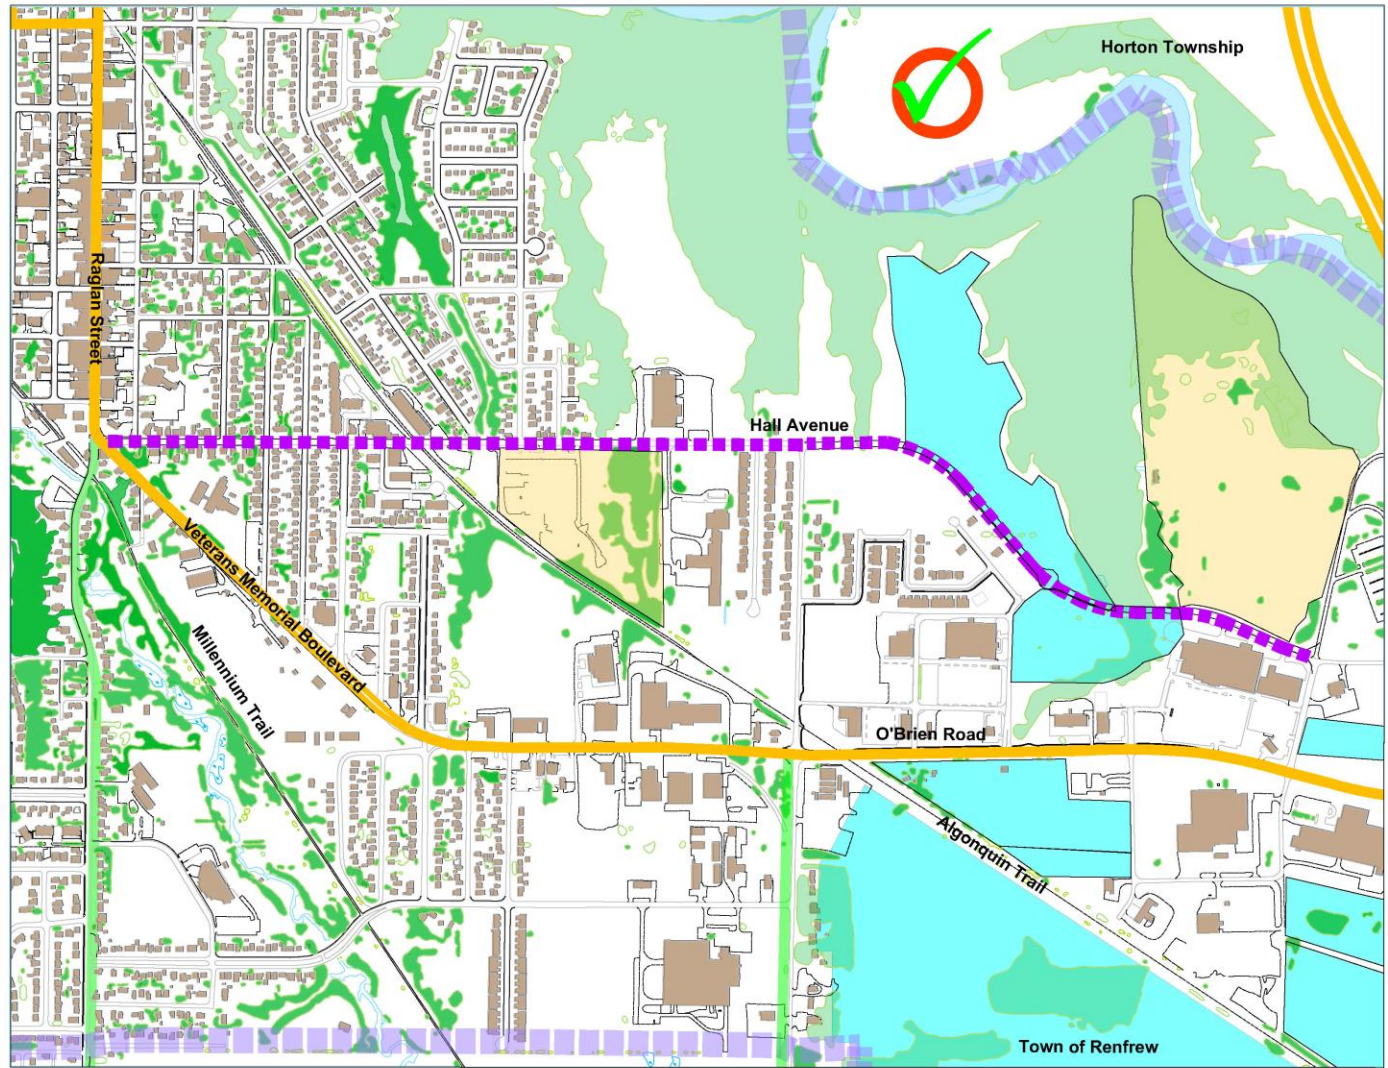 Horton Township
Raglan Street
Hall Avenue
Veterans Memorial Boulevard
Millennium Trail
O'Brien Road
Algonquin Trail
Town of Renfrew